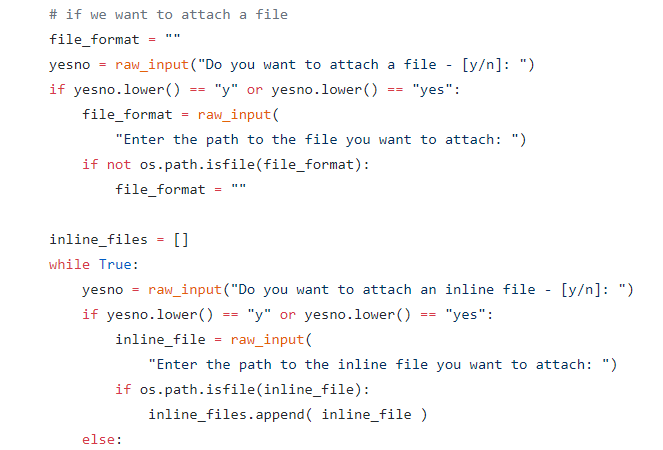 # if we want to attach a file
file_format = ""
yesno = raw_input("Do you want to attach a file - [y/n]: ")
if yesno.lower() == "y" or yesno.lower() == "yes":
    file_format = raw_input(
        "Enter the path to the file you want to attach: ")
    if not os.path.isfile(file_format):
        file_format = ""

inline_files = []
while True:
    yesno = raw_input("Do you want to attach an inline file - [y/n]: ")
    if yesno.lower() == "y" or yesno.lower() == "yes":
        inline_file = raw_input(
            "Enter the path to the inline file you want to attach: ")
        if os.path.isfile(inline_file):
            inline_files.append( inline_file )
    else: